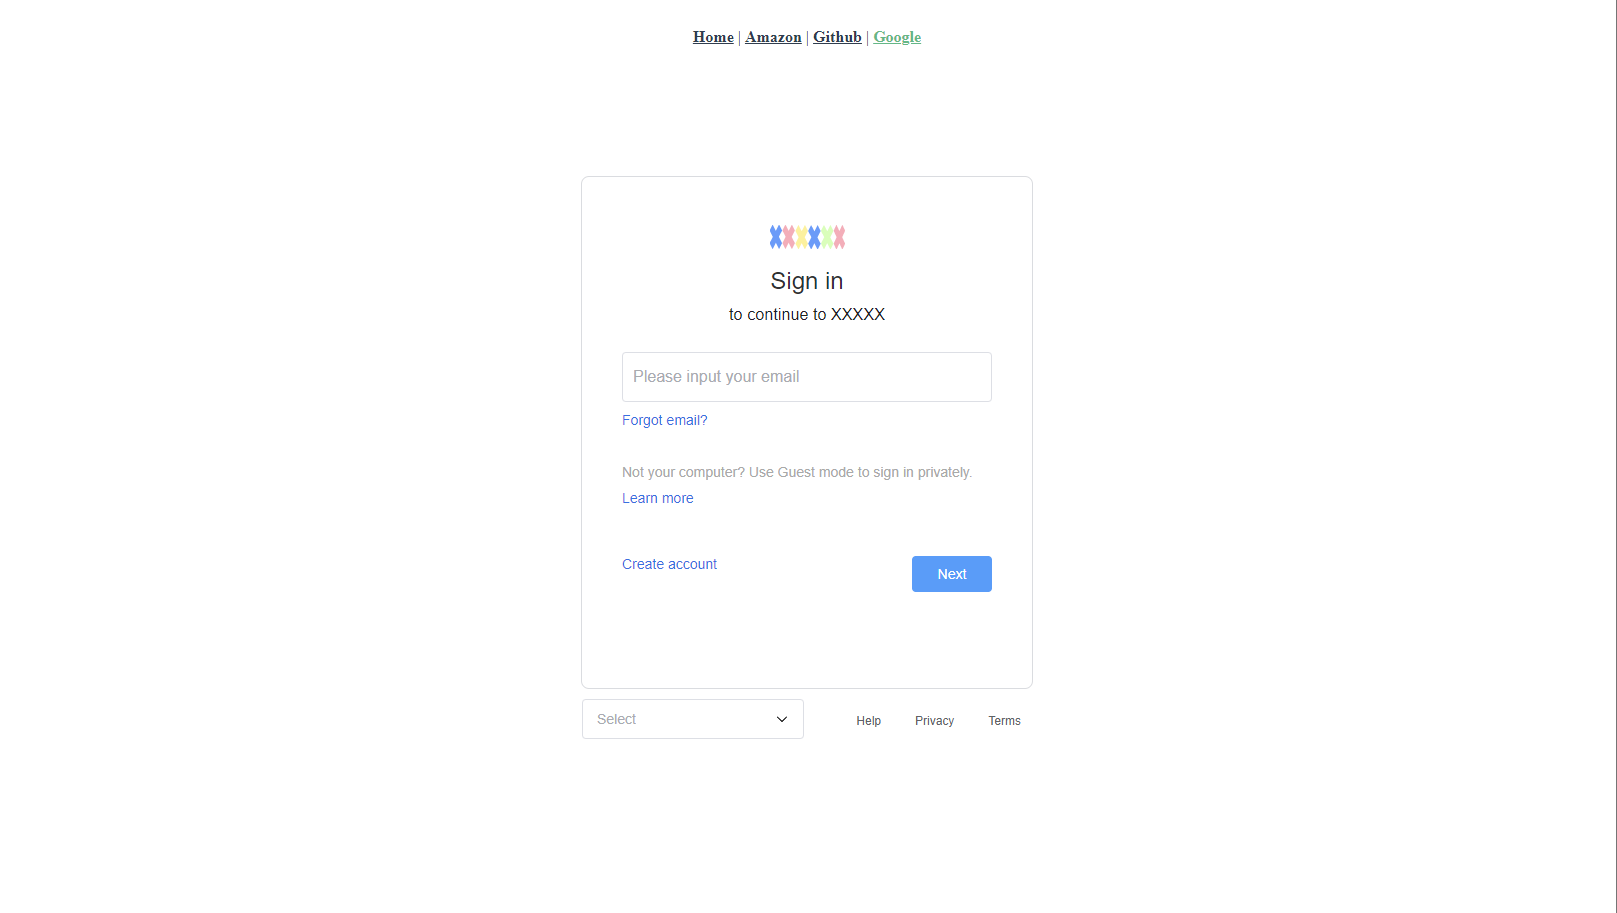 Home | Amazon | Github | Google
XXXXXX
Sign in
to continue to XXXXX
Please input your email
Forgot email?
Not your computer? Use Guest mode to sign in privately.
Learn more
Create account
Next
Select
Help Privacy Terms